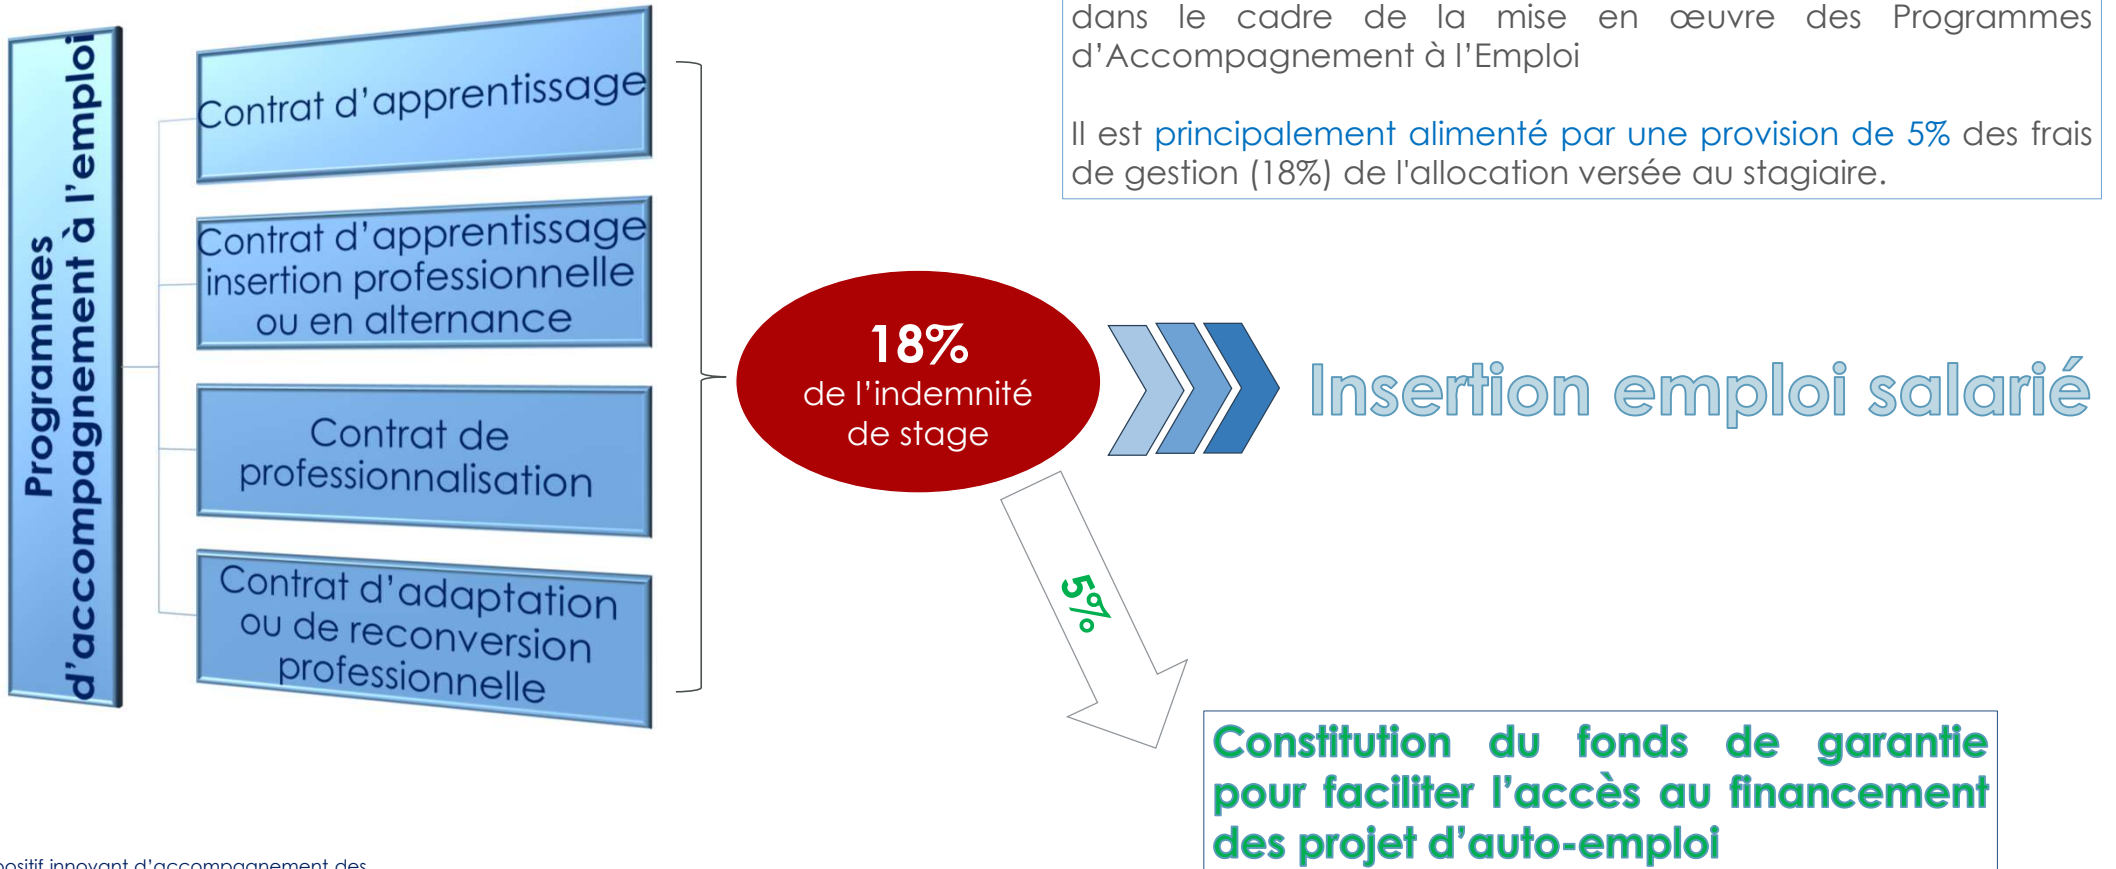 Programmes
d'accompagnement à l'emploi
Contrat d'apprentissage
Contrat d'apprentissage
insertion professionnelle
ou en alternance
Contrat de
professionnalisation
Contrat d'adaptation
ou de reconversion
professionnelle
18%
de l'indemnité
de stage
dans le cadre de la mise en œuvre des Programmes
d'Accompagnement à l'Emploi
Il est principalement alimenté par une provision de 5% des frais
de gestion (18%) de l'allocation versée au stagiaire.
Insertion emploi salarié
5%
Constitution du fonds de garantie
pour faciliter l'accès au financement
des projet d'auto-emploi
innovant d'accompagnement des